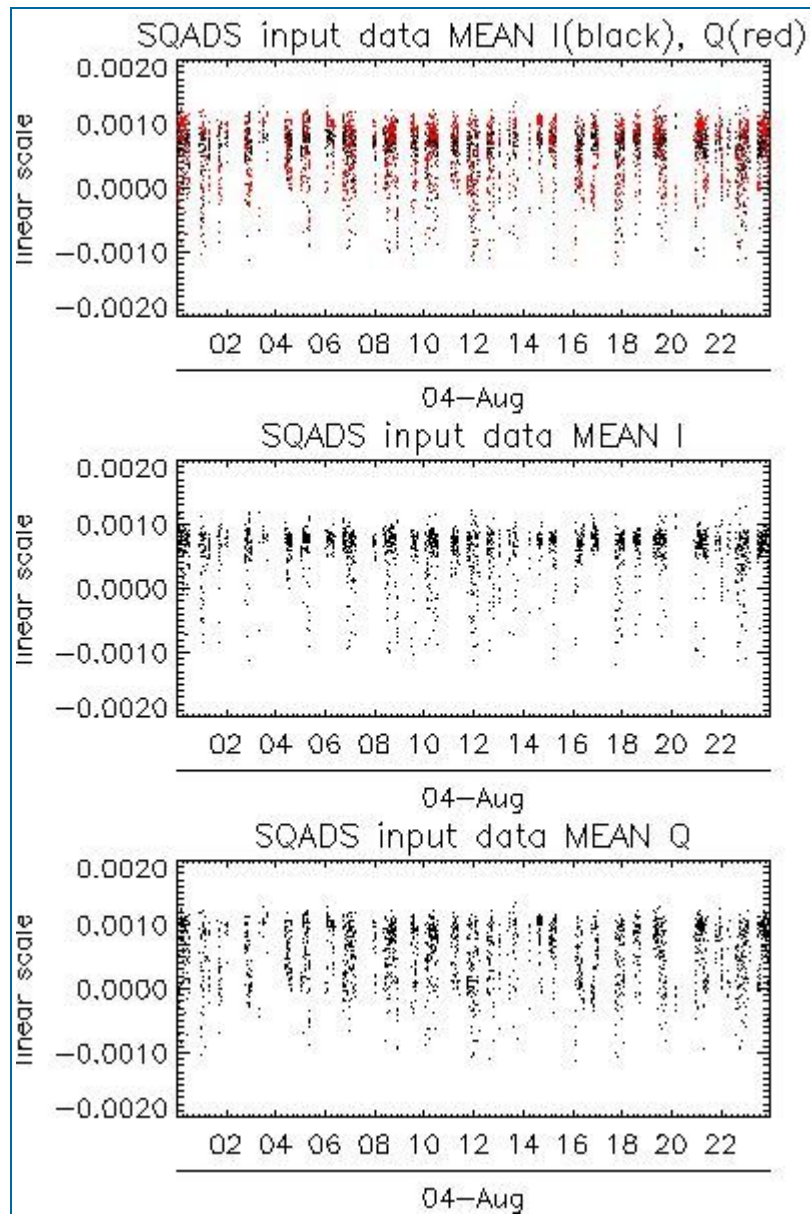 SQADS input data MEAN I(black), Q(red)
linear scale
0.0020
0.0010
0.0000
−0.0010
−0.0020
02 04 06 08 10 12 14 16 18 20 22
04−Aug
SQADS input data MEAN I
linear scale
0.0020
0.0010
0.0000
−0.0010
−0.0020
02 04 06 08 10 12 14 16 18 20 22
04−Aug
SQADS input data MEAN Q
linear scale
0.0020
0.0010
0.0000
−0.0010
−0.0020
02 04 06 08 10 12 14 16 18 20 22
04−Aug